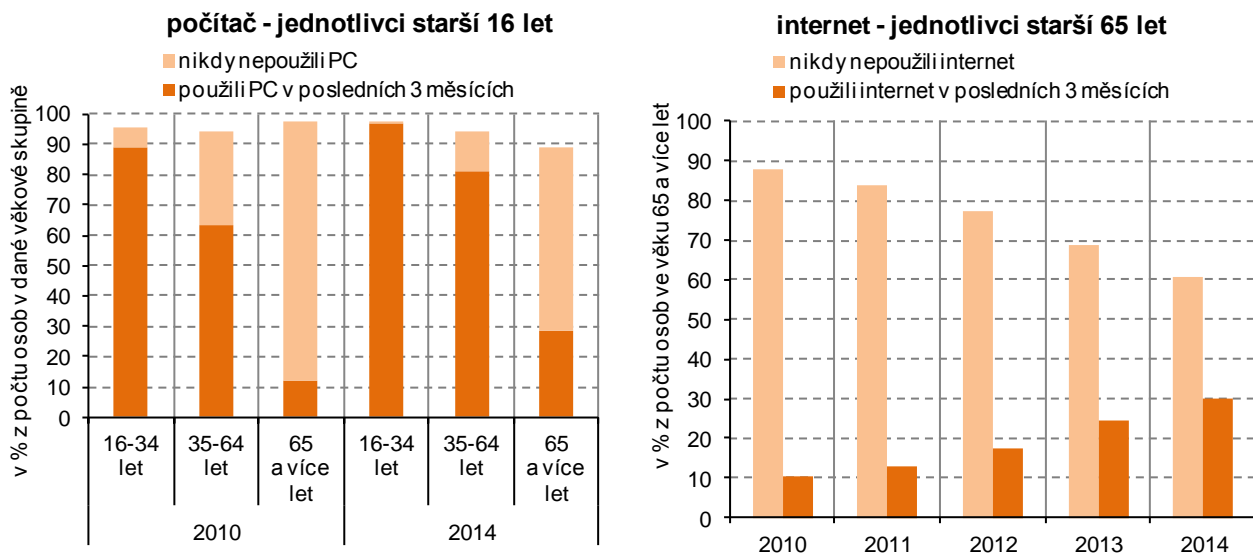 počítač - jednotlivci starší 16 let
nikdy nepoužili PC
použili PC v posledních 3 měsících
v % z počtu osob v dané věkové skupině
100
90
80
70
60
50
40
30
20
10
0
16-34 let
35-64 let
65 a více let
16-34 let
35-64 let
65 a více let
2010
2014
internet - jednotlivci starší 65 let
nikdy nepoužili internet
použili internet v posledních 3 měsících
v % z počtu osob ve věku 65 a více let
100
90
80
70
60
50
40
30
20
10
0
2010
2011
2012
2013
2014